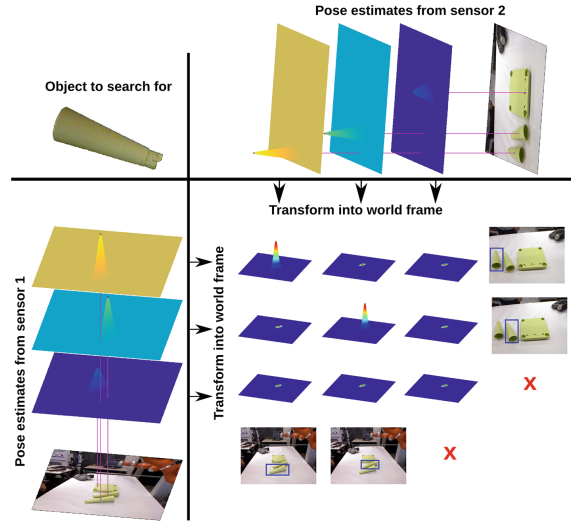 Pose estimates from sensor 2
Object to search for
Transform into world frame
Pose estimates from sensor 1
Transform into world frame
X
X